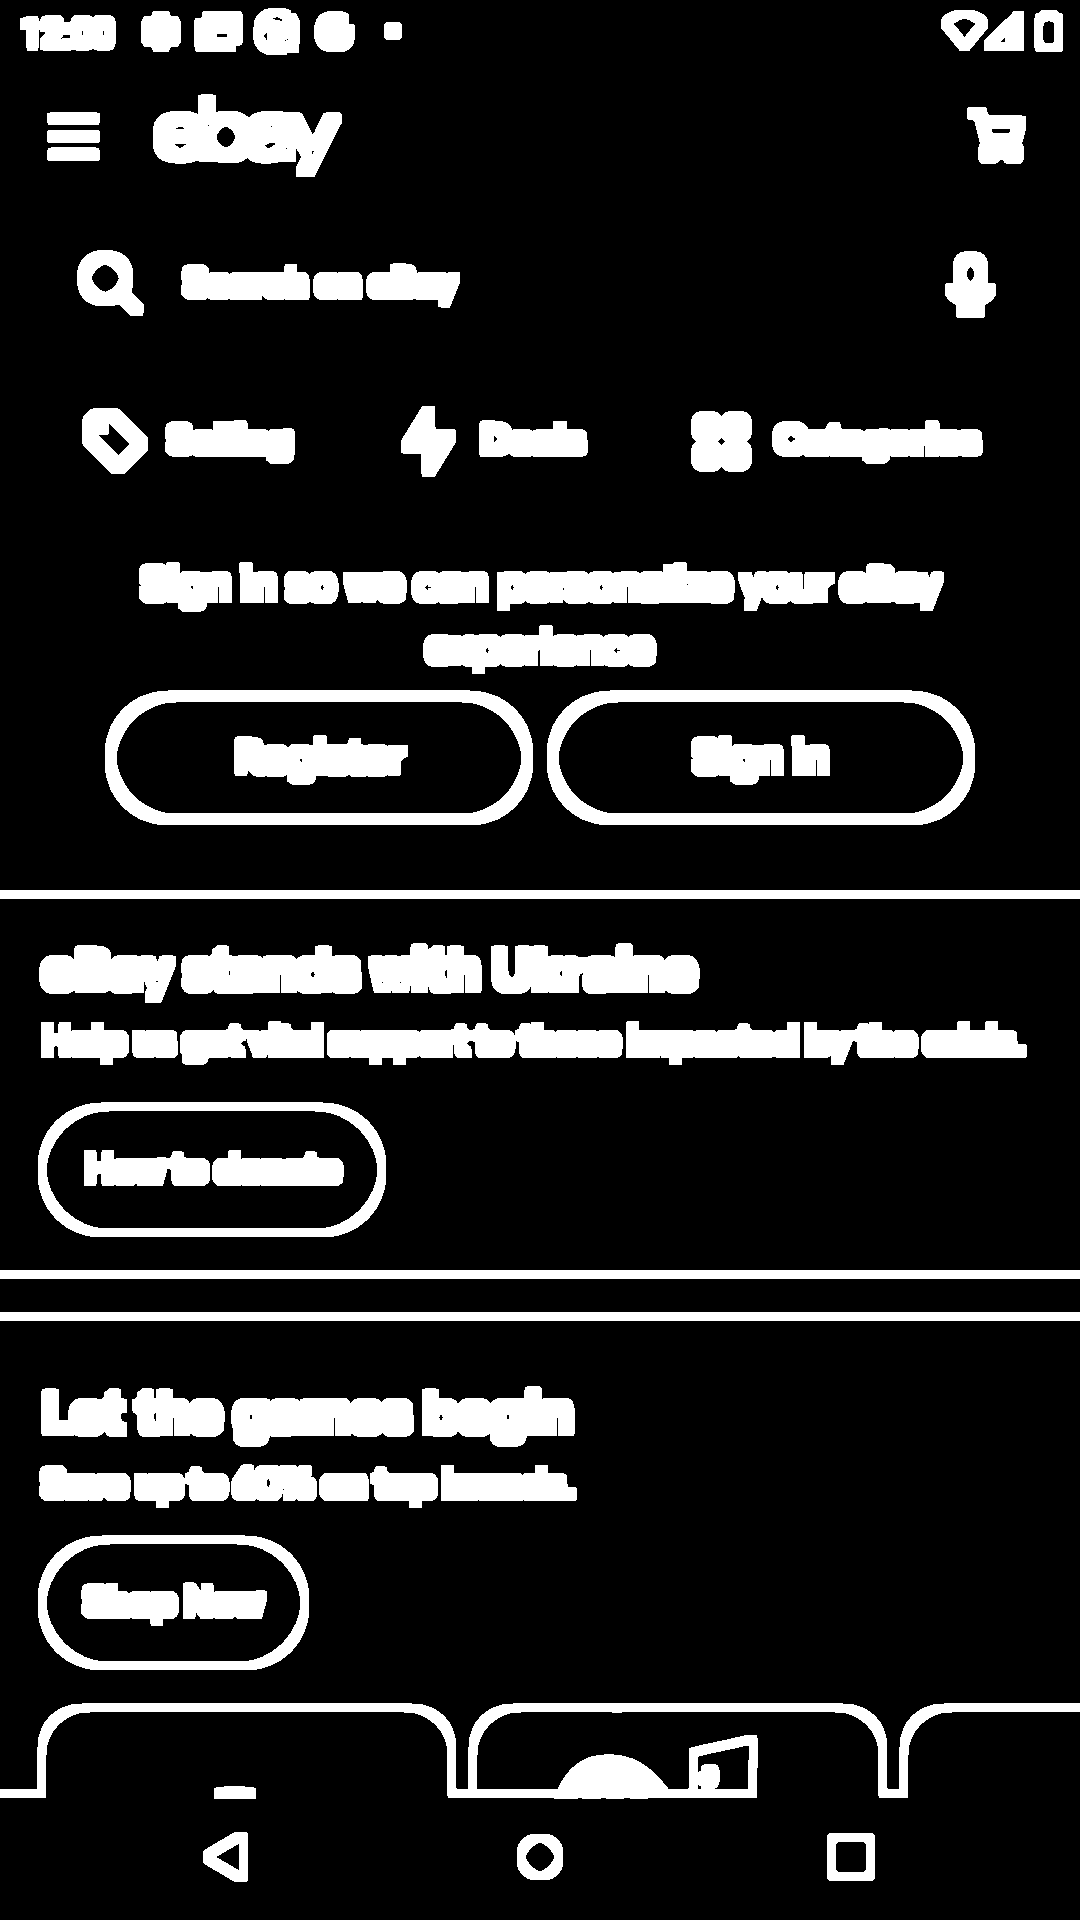 12:00
ebay
Search on eBay
Selling
Deals
Categories
Sign in so we can personalize your eBay
experience
Register
Sign in
eBay stands with Ukraine
Help us get vital support to those impacted by the crisis.
How to donate
Let the games begin
Save up to 60% on top brands.
Shop Now